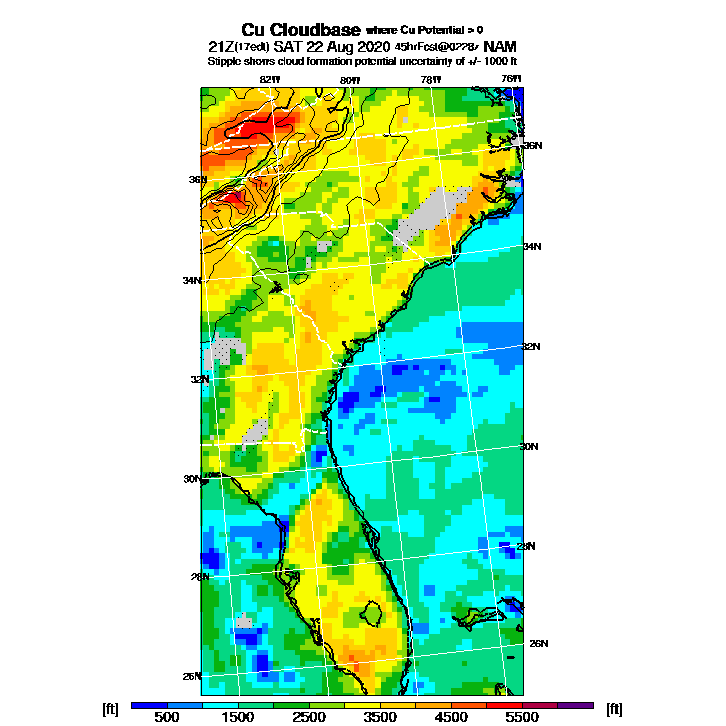 Cu Cloudbase where Cu Potential > 0
21Z(17edt) SAT 22 Aug 2020 45hrFcst@0228z NAM
Stipple shows cloud formation potential uncertainty of +/- 1000 ft
82W 80W 78W 76W
36N
36N
34N
34N
32N
32N
30N
30N
28N
28N
26N
26N
[ft] 500 1500 2500 3500 4500 5500 [ft]